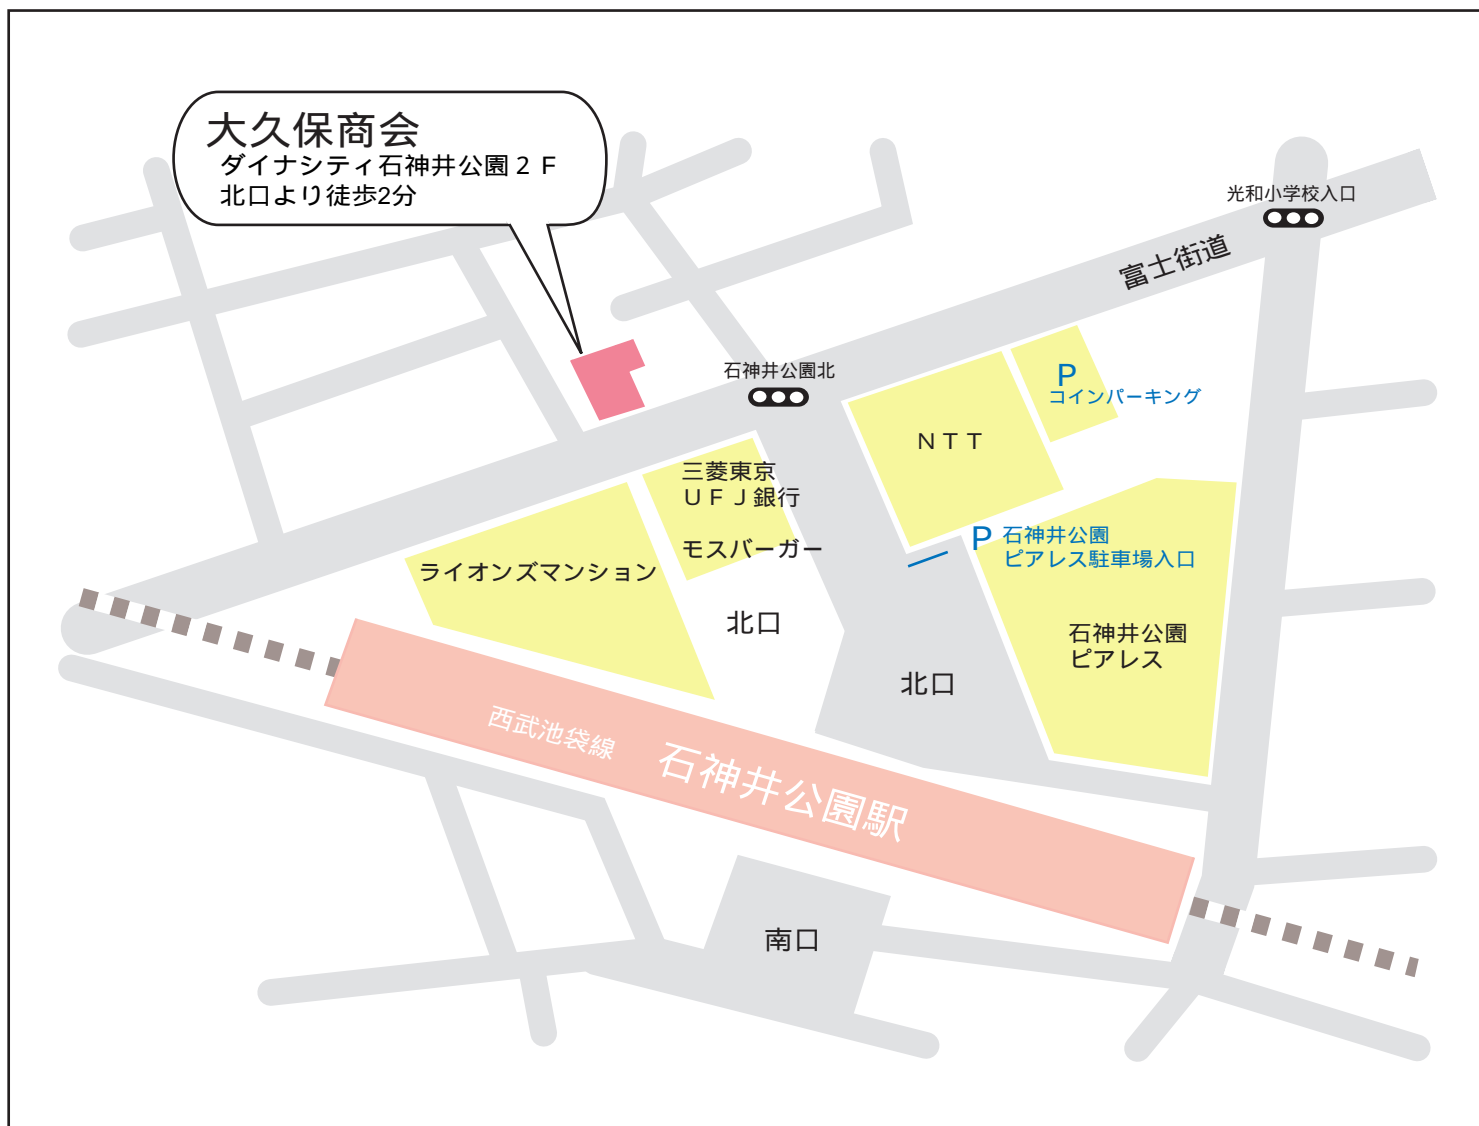 大久保商会
ダイナシティ石神井公園２Ｆ
北口より徒歩2分
光和小学校入口
富士街道
石神井公園北
P
コインパーキング
ＮＴＴ
三菱東京
ＵＦＪ銀行
モスバーガー
P 石神井公園
ピアレス駐車場入口
ライオンズマンション
北口
石神井公園
ピアレス
北口
西武池袋線 石神井公園駅
南口